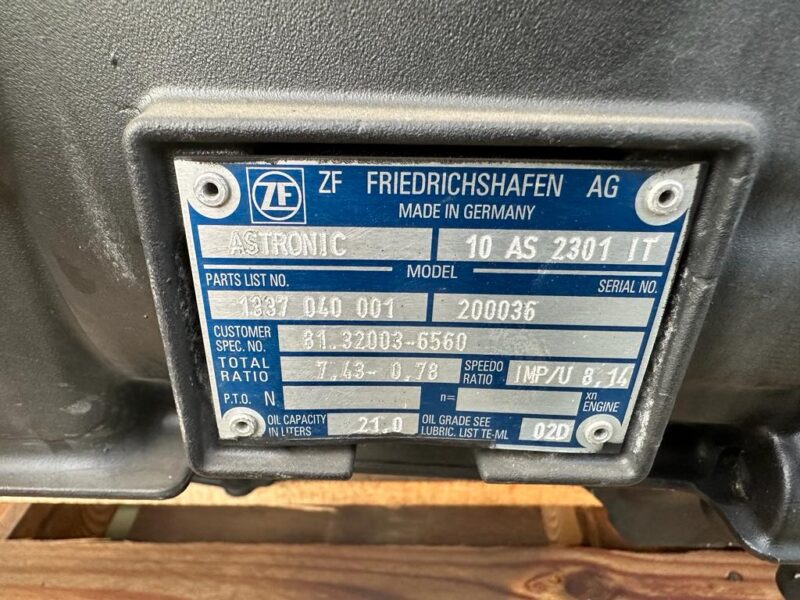 ZF ZF FRIEDRICHSHAFEN AG
MADE IN GERMANY
ASTRONIC 10 AS 2301 IT
MODEL
PARTS LIST NO. SERIAL NO.
1337 040 001 200036
CUSTOMER SPEC. NO. 81.32003-6560
TOTAL RATIO 7,43- 0,78 SPEEDO RATIO IMP/U 8,14
P.T.O. N n= xn ENGINE
OIL CAPACITY IN LITERS 21.0 OIL GRADE SEE LUBRIC. LIST TE-ML 02D